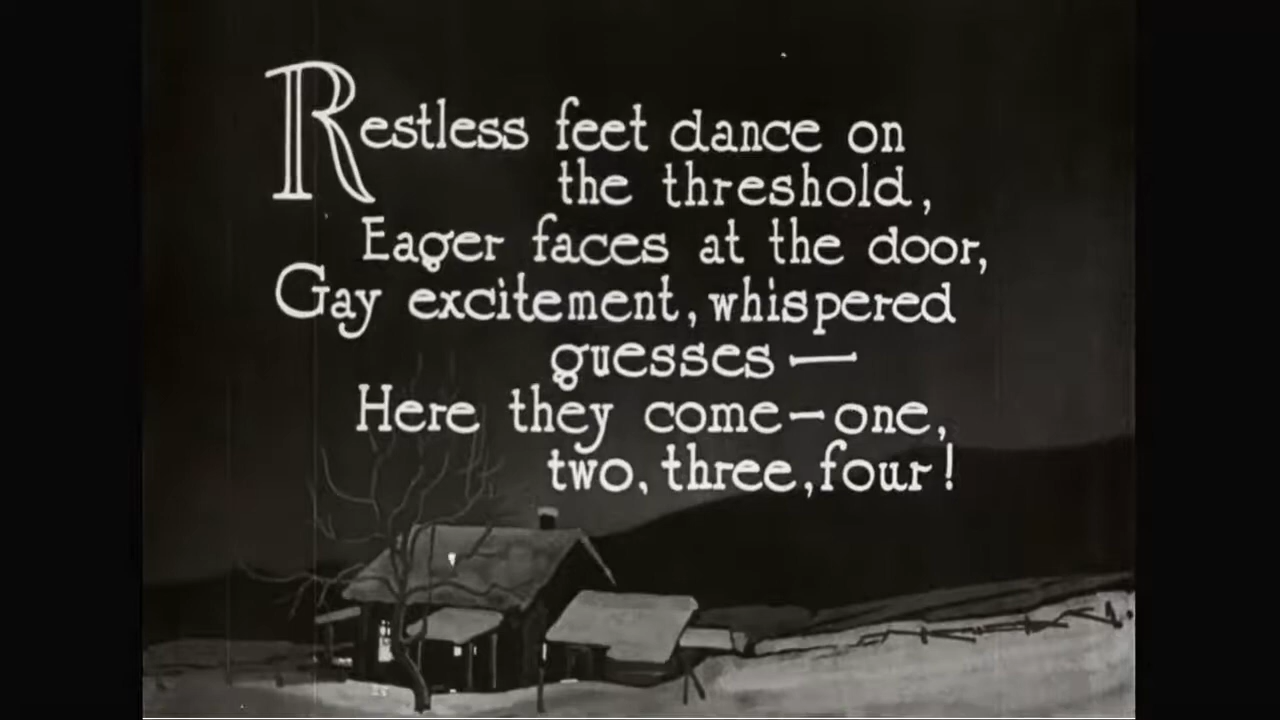 Restless feet dance on
the threshold,
Eager faces at the door,
Gay excitement, whispered
guesses —
Here they come — one,
two, three, four!